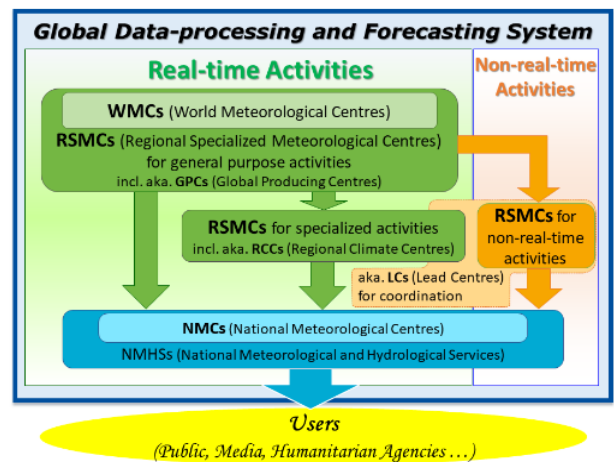 Global Data-processing and Forecasting System
Real-time Activities
Non-real-time
Activities
WMCs (World Meteorological Centres)
RSMCs (Regional Specialized Meteorological Centres)
for general purpose activities
incl. aka. GPCs (Global Producing Centres)
RSMCs for specialized activities
incl. aka. RCCs (Regional Climate Centres)
RSMCs for
non-real-time
activities
aka. LCs (Lead Centres)
for coordination
NMCs (National Meteorological Centres)
NMHSs (National Meteorological and Hydrological Services)
Users
(Public, Media, Humanitarian Agencies ...)